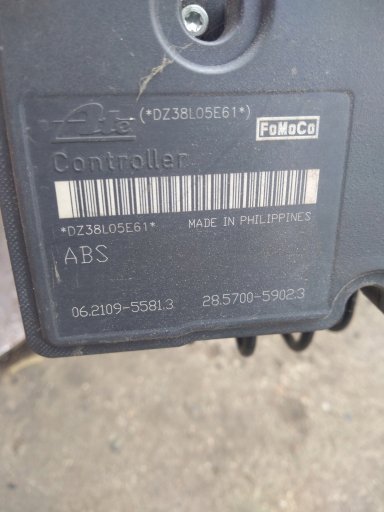 Ate (*DZ38L05E61*)
FoMoCo
Controller
*DZ38L05E61* MADE IN PHILIPPINES
ABS
06.2109-5581.3 28.5700-5902.3